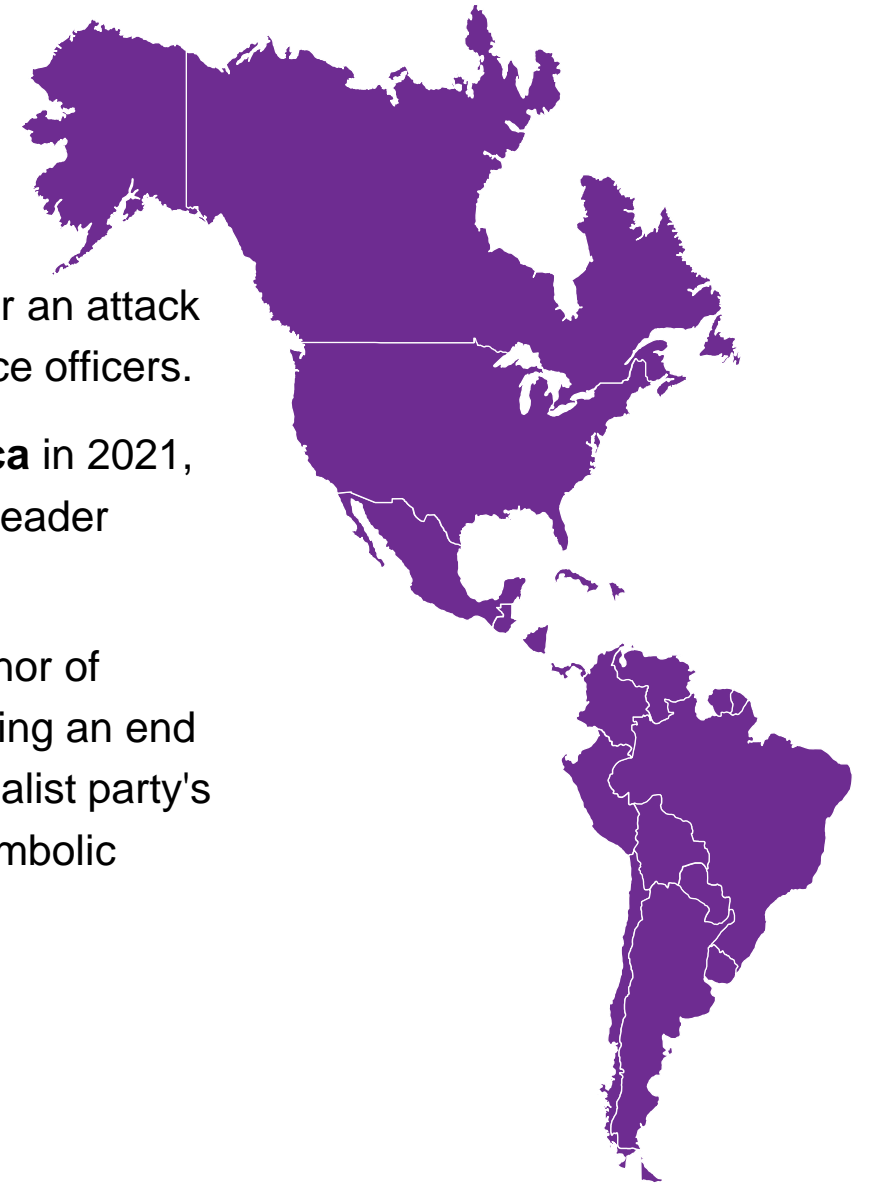 r an attack
ce officers.
ca in 2021,
eader
nor of
ing an end
alist party's
mbolic